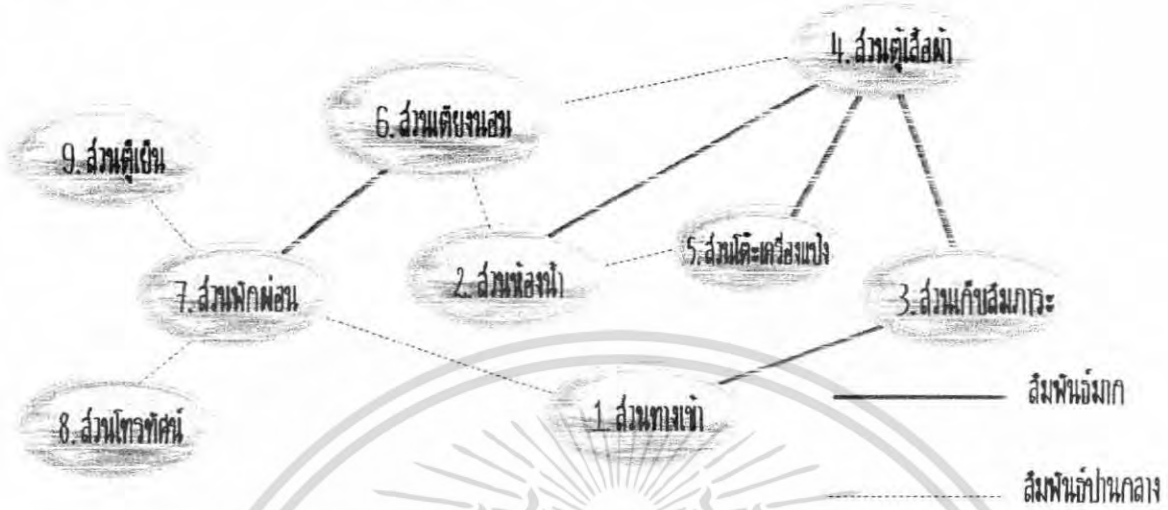 4. ส่วนตู้เสื้อผ้า
6. ส่วนเตียงนอน
9. ส่วนตู้เย็น
5. ส่วนโต๊ะเครื่องแป้ง
2. ส่วนห้องน้ำ
7. ส่วนพักผ่อน
3. ส่วนเก็บสัมภาระ
8. ส่วนโทรทัศน์
1. ส่วนทางเข้า
สัมพันธ์มาก
สัมพันธ์ปานกลาง